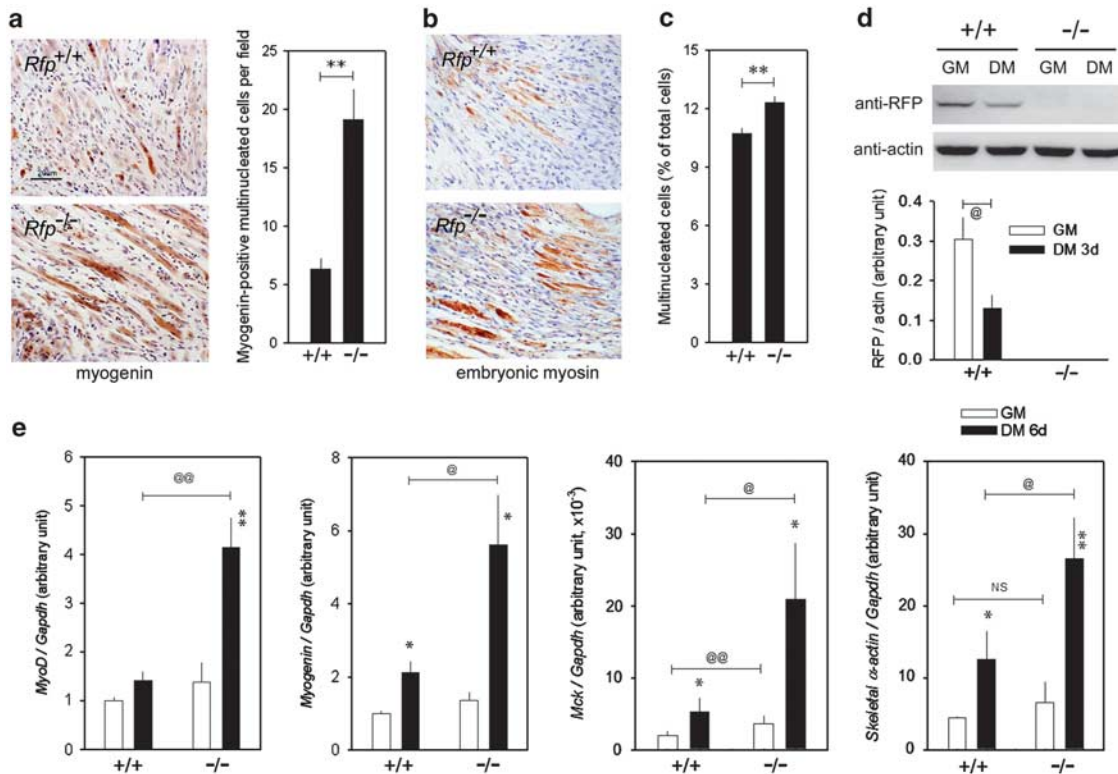 a
Rfp+/+
20μm
Rfp-/-
myogenin
Myogenin-positive multinucleated cells per field
25
20
15
10
5
0
**
+/+ -/-
b
Rfp+/+
Rfp-/-
embryonic myosin
c
Multinucleated cells (% of total cells)
15
12
9
6
3
0
**
+/+ -/-
d
+/+ -/-
GM DM GM DM
anti-RFP
anti-actin
RFP / actin (arbitrary unit)
0.4
0.3
0.2
0.1
0.0
@
GM
DM 3d
+/+ -/-
e
MyoD / Gapdh (arbitrary unit)
6
5
4
3
2
1
0
@@
**
+/+ -/-
Myogenin / Gapdh (arbitrary unit)
8
6
4
2
0
@
*
*
+/+ -/-
Mck / Gapdh (arbitrary unit, x10-3)
40
30
20
10
0
@
@@
*
*
+/+ -/-
GM
DM 6d
Skeletal α-actin / Gapdh (arbitrary unit)
40
30
20
10
0
@
NS
*
**
+/+ -/-